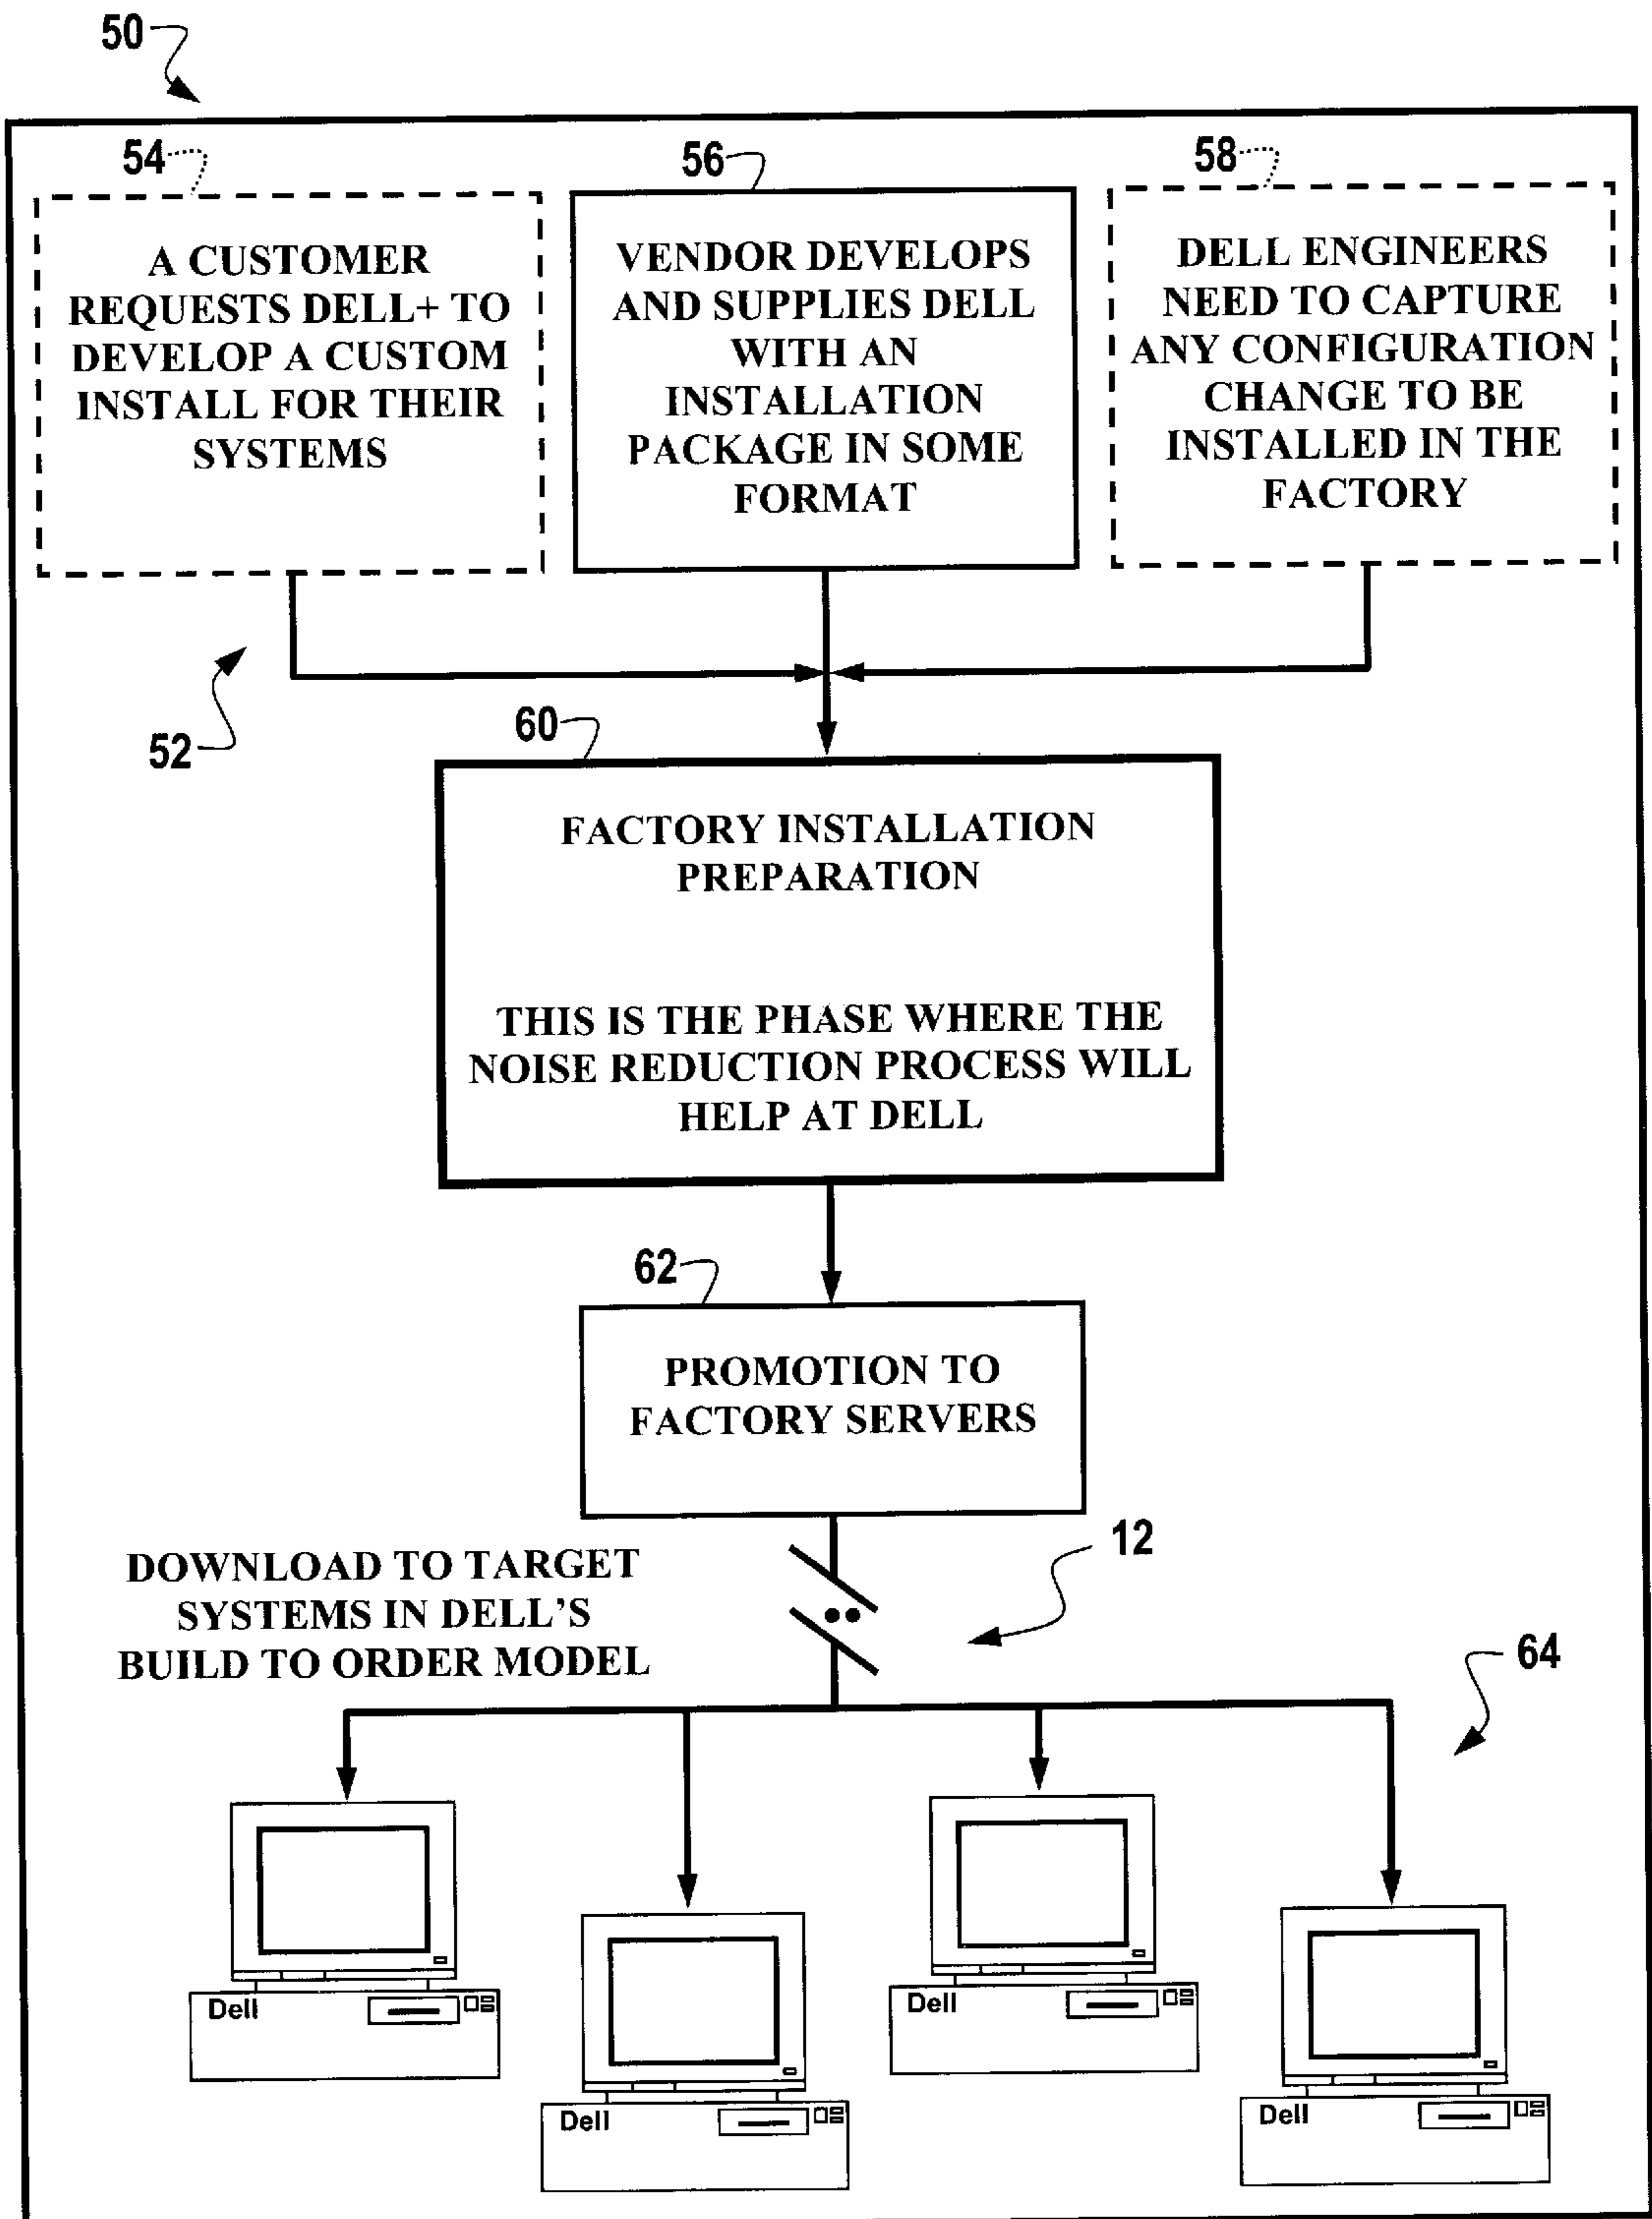 50
54
A CUSTOMER
REQUESTS DELL+ TO
DEVELOP A CUSTOM
INSTALL FOR THEIR
SYSTEMS
56
VENDOR DEVELOPS
AND SUPPLIES DELL
WITH AN
INSTALLATION
PACKAGE IN SOME
FORMAT
58
DELL ENGINEERS
NEED TO CAPTURE
ANY CONFIGURATION
CHANGE TO BE
INSTALLED IN THE
FACTORY
52
60
FACTORY INSTALLATION
PREPARATION
THIS IS THE PHASE WHERE THE
NOISE REDUCTION PROCESS WILL
HELP AT DELL
62
PROMOTION TO
FACTORY SERVERS
12
DOWNLOAD TO TARGET
SYSTEMS IN DELL'S
BUILD TO ORDER MODEL
64
Dell
Dell
Dell
Dell